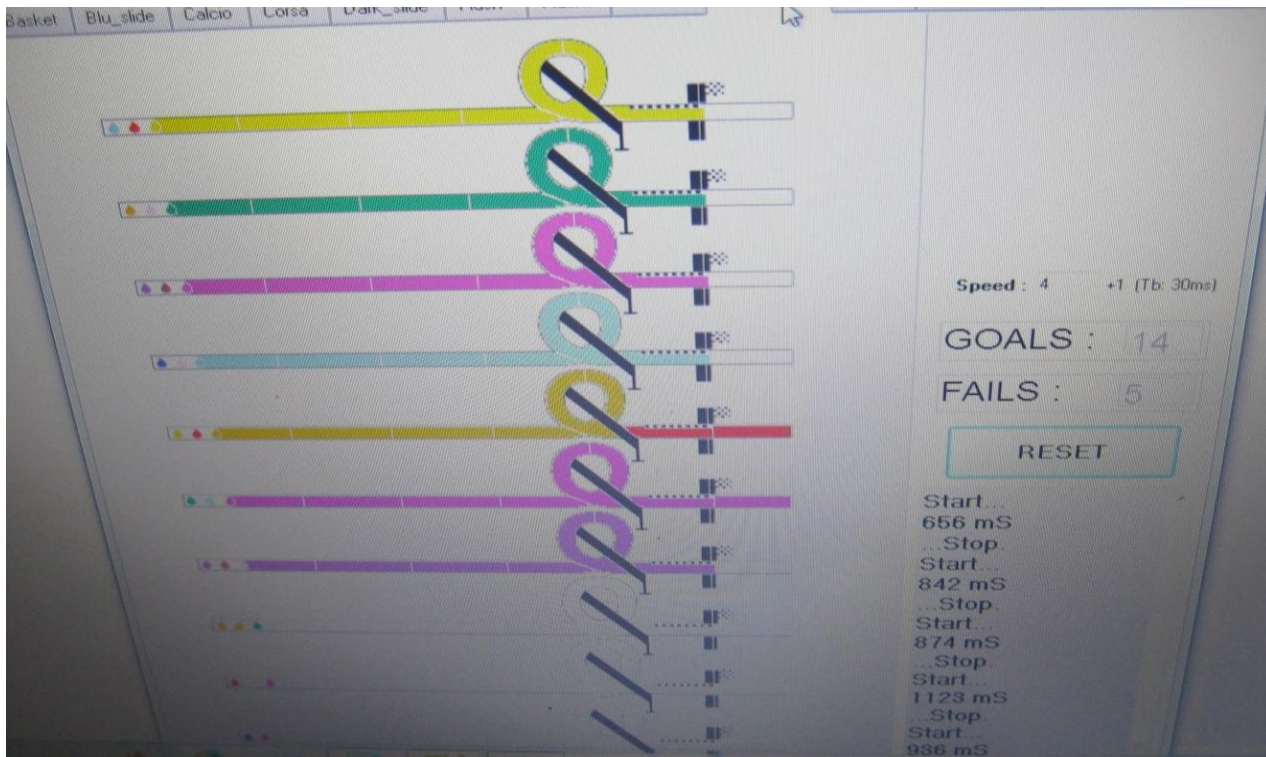 Basket Blu_slide Calcio Corsa Dark_slide
Speed : 4 +1 (Tb: 30ms)
GOALS : 14
FAILS : 5
RESET
Start...
656 mS
...Stop.
Start...
842 mS
...Stop.
Start...
874 mS
...Stop.
Start...
1123 mS
...Stop.
Start...
936 mS